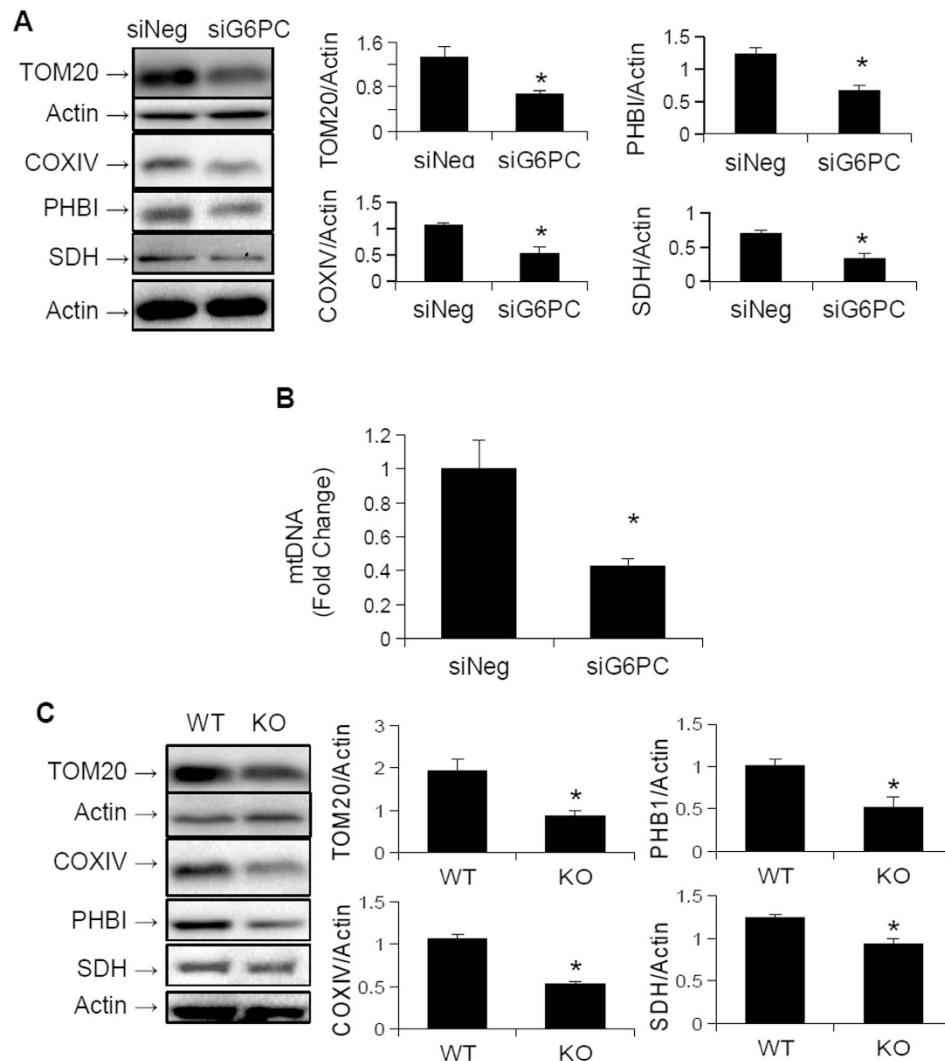 A
siNeg siG6PC
TOM20→
Actin →
COXIV →
PHBI →
SDH →
Actin→
TOM20/Actin
1.6
0.8
0
*
siNea siG6PC
PHBI/Actin
1.5
1
0.5
0
*
siNeg siG6PC
COXIV/Actin
1.5
1
0.5
0
*
siNeg siG6PC
SDH/Actin
1
0.5
0
*
siNeg siG6PC
B
mtDNA
(Fold Change)
1.2
1
0.8
0.6
0.4
0.2
0
*
siNeg siG6PC
C
WT KO
TOM20 →
Actin →
COXIV →
PHBI →
SDH →
Actin →
TOM20/Actin
3
2
1
0
*
WT KO
PHB1/Actin
1.5
1
0.5
0
*
WT KO
COXIV/Actin
1.5
1
0.5
0
*
WT KO
SDH/Actin
1.5
1
0.5
0
*
WT KO